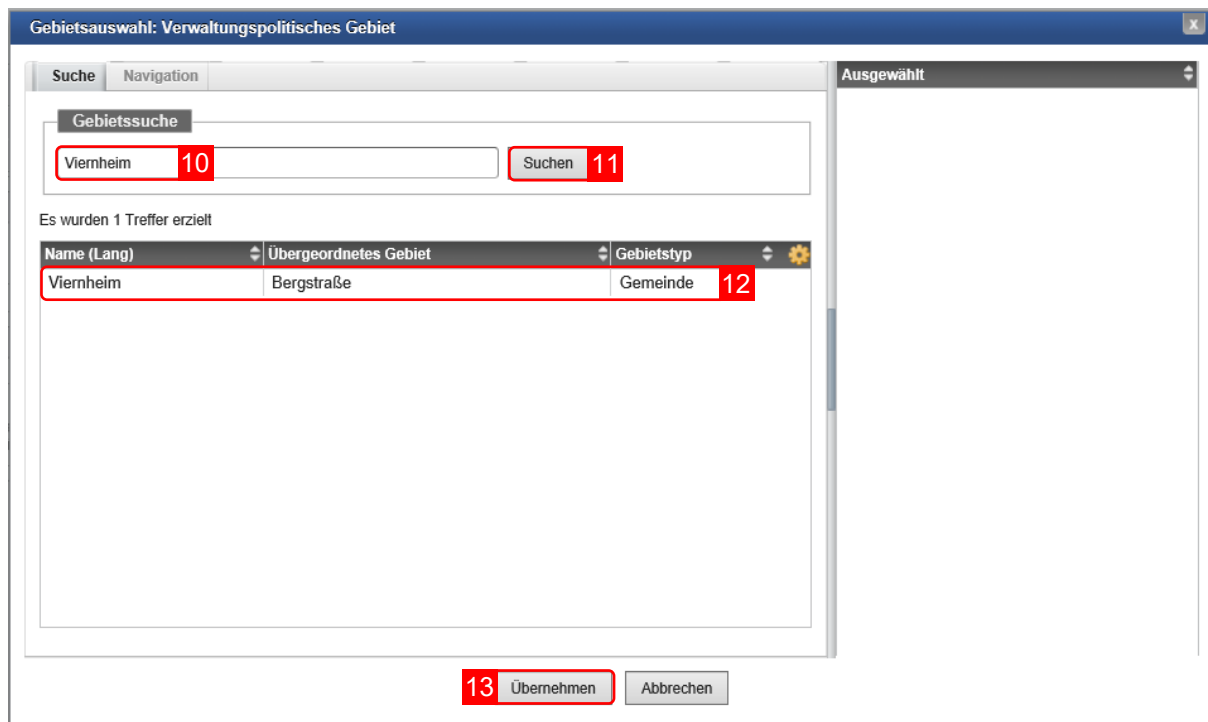 Gebietsauswahl: Verwaltungspolitisches Gebiet x
Suche Navigation Ausgewählt
Gebietssuche
Viernheim 10 Suchen 11
Es wurden 1 Treffer erzielt
Name (Lang) Übergeordnetes Gebiet Gebietstyp
Viernheim Bergstraße Gemeinde 12
13 Übernehmen Abbrechen